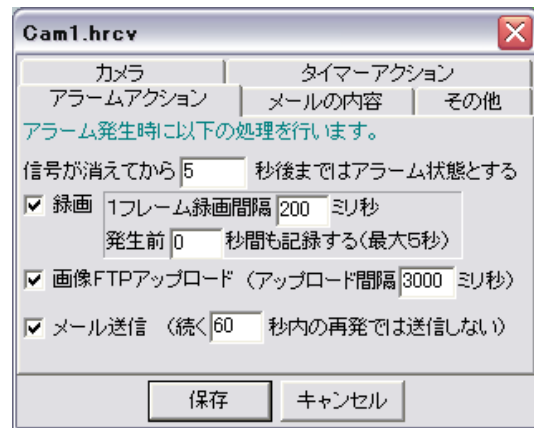 Cam1.hrcv
カメラ タイマーアクション
アラームアクション メールの内容 その他
アラーム発生時に以下の処理を行います。
信号が消えてから 5 秒後まではアラーム状態とする
録画 1フレーム録画間隔 200 ミリ秒
発生前 0 秒間も記録する(最大5秒)
画像FTPアップロード (アップロード間隔 3000 ミリ秒)
メール送信 (続く 60 秒内の再発では送信しない)
保存 キャンセル